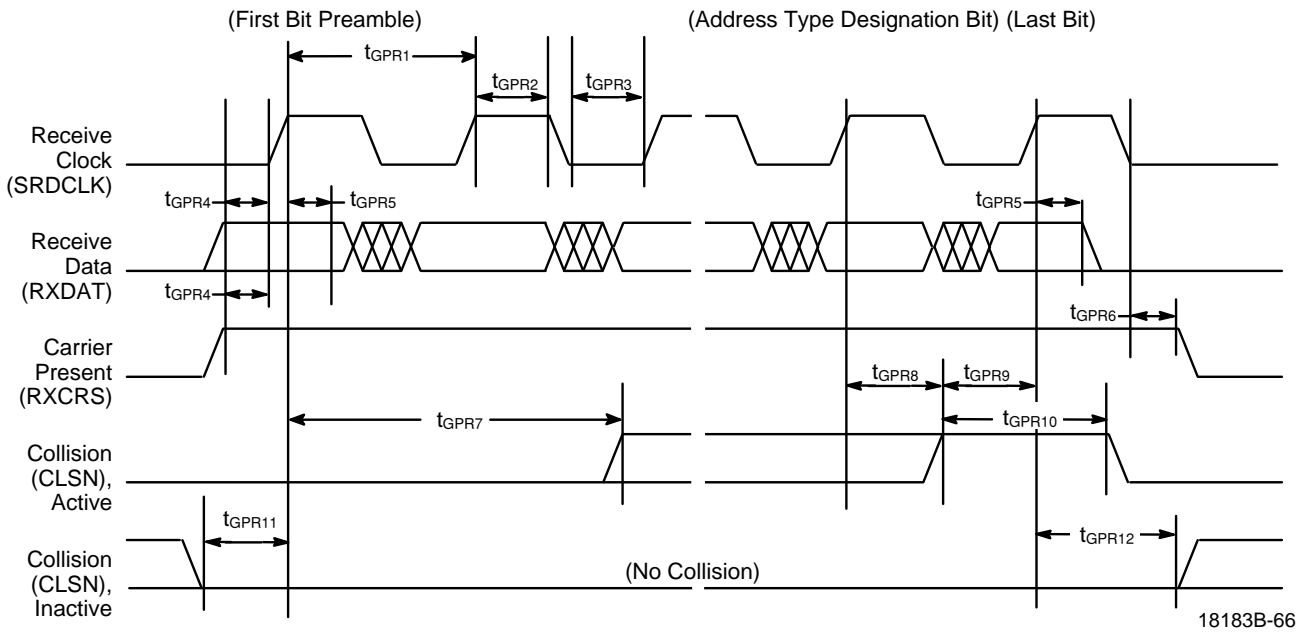 (First Bit Preamble)
(Address Type Designation Bit) (Last Bit)
tGPR1
tGPR2
tGPR3
Receive
Clock
(SRDCLK)
tGPR4
tGPR5
tGPR5
Receive
Data
(RXDAT)
tGPR4
tGPR6
Carrier
Present
(RXCRS)
tGPR8
tGPR9
tGPR7
tGPR10
Collision
(CLSN),
Active
tGPR11
tGPR12
Collision
(CLSN),
Inactive
(No Collision)
18183B-66